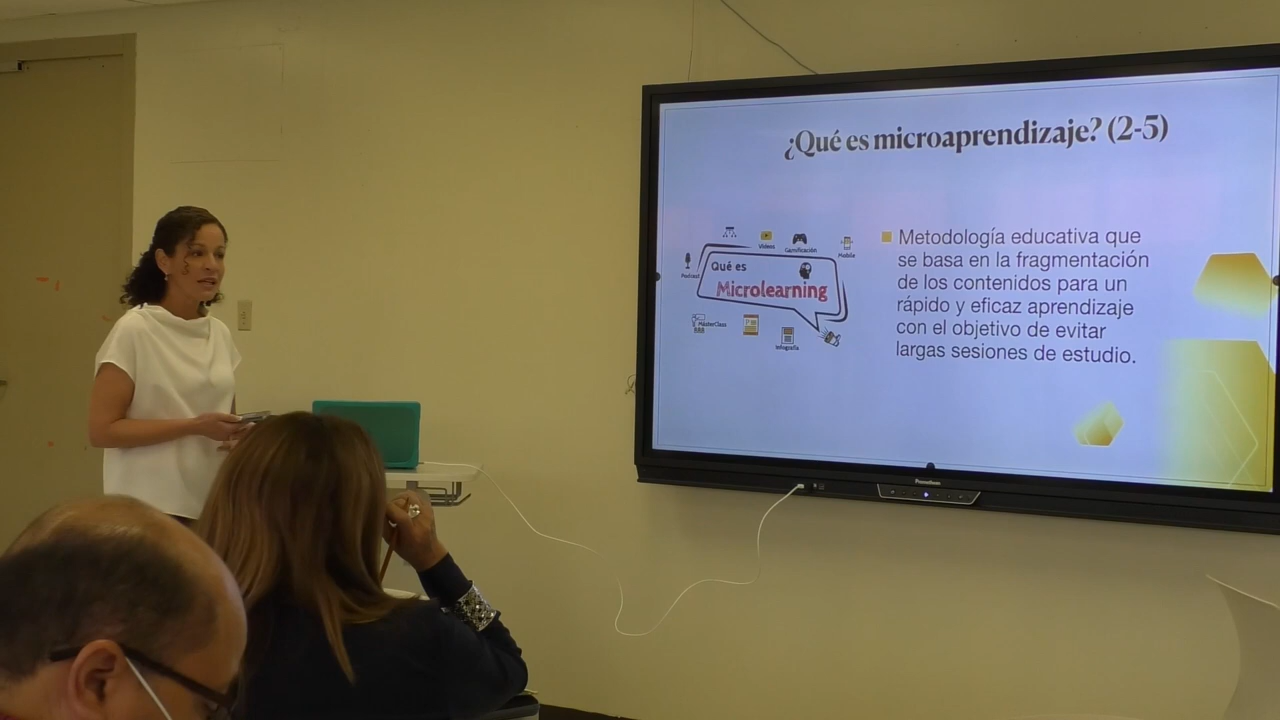 ¿Qué es microaprendizaje? (2-5)
Videos
Gamificación
Mobile
Podcast
Qué es
Microlearning
MasterClass
Infografía
Metodología educativa que
se basa en la fragmentación
de los contenidos para un
rápido y eficaz aprendizaje
con el objetivo de evitar
largas sesiones de estudio.
Promethean